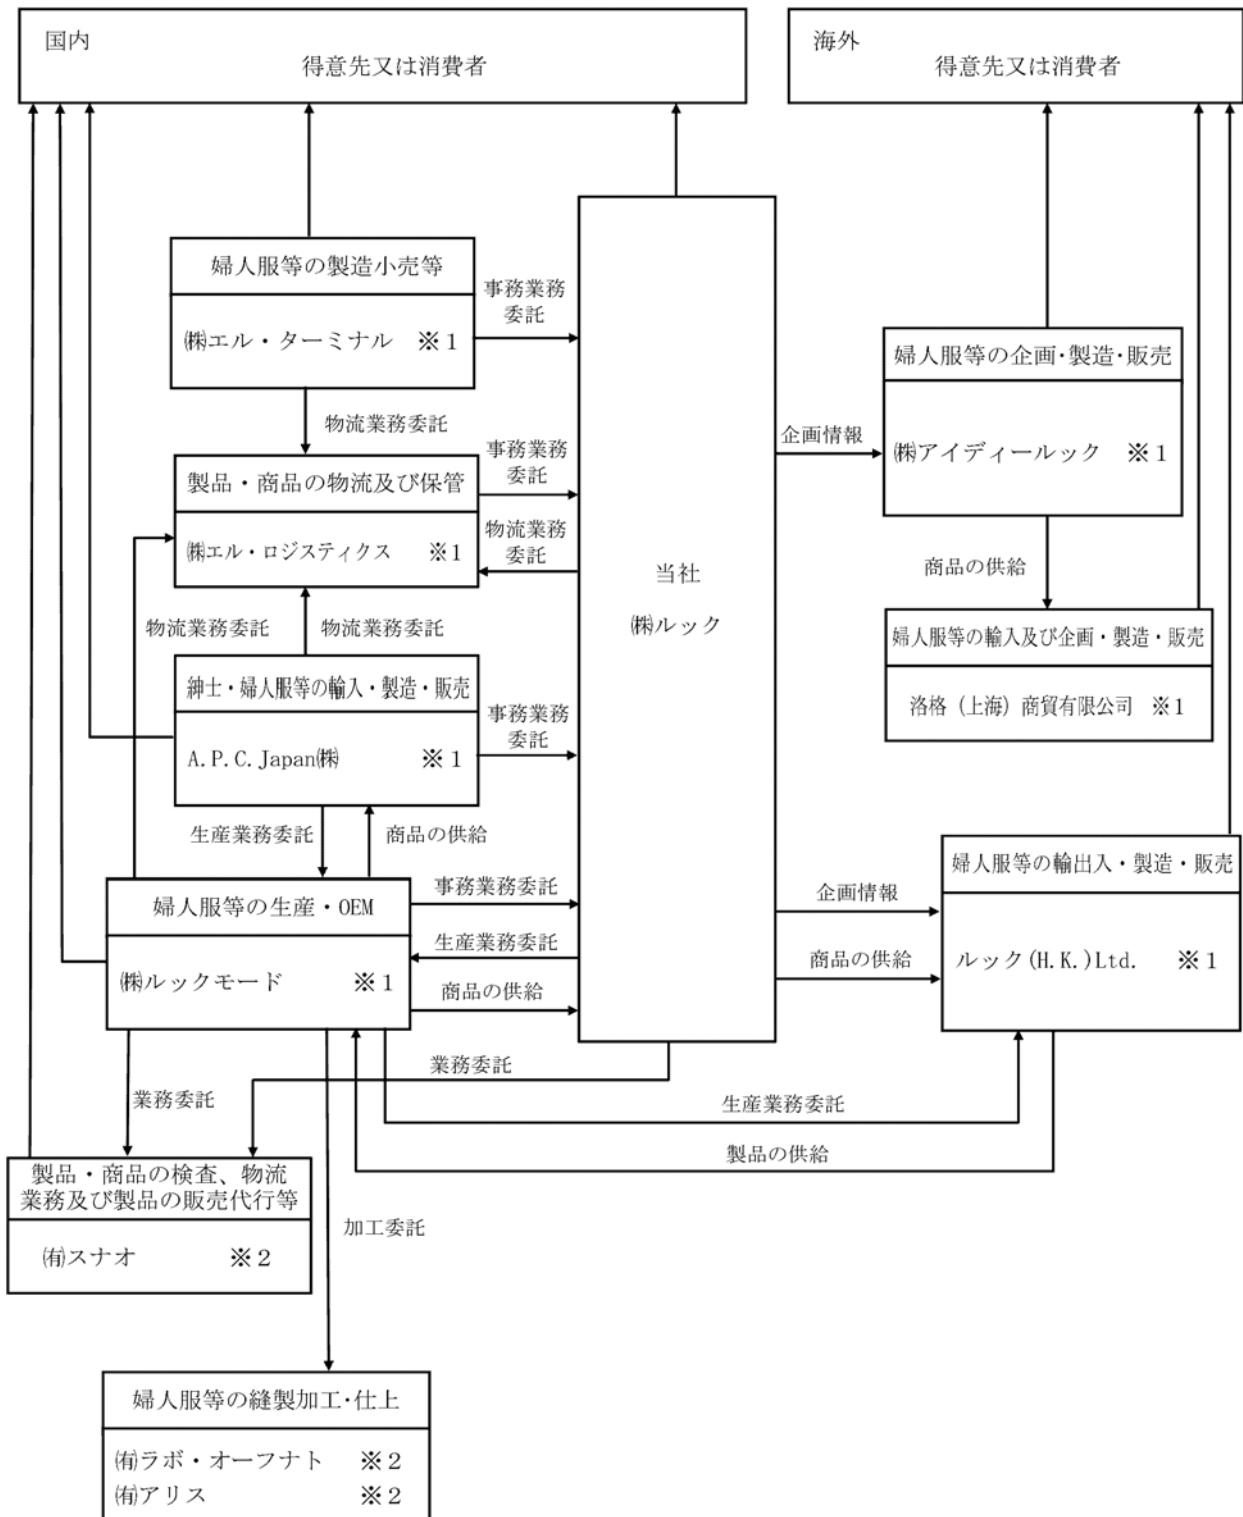 国内
得意先又は消費者
海外
得意先又は消費者
婦人服等の製造小売等
㈱エル・ターミナル ※1
事務業務
委託
物流業務委託
製品・商品の物流及び保管
㈱エル・ロジスティクス ※1
事務業務
委託
物流業務
委託
物流業務委託
物流業務委託
紳士・婦人服等の輸入・製造・販売
A.P.C.Japan㈱ ※1
事務業務
委託
生産業務委託
商品の供給
婦人服等の生産・OEM
㈱ルックモード ※1
事務業務委託
生産業務委託
商品の供給
当社
㈱ルック
企画情報
婦人服等の企画・製造・販売
㈱アイディールック ※1
商品の供給
婦人服等の輸入及び企画・製造・販売
洛格（上海）商貿有限公司 ※1
企画情報
商品の供給
婦人服等の輸出入・製造・販売
ルック(H.K.)Ltd. ※1
業務委託
業務委託
生産業務委託
製品の供給
製品・商品の検査、物流
業務及び製品の販売代行等
㈲スナオ ※2
加工委託
婦人服等の縫製加工・仕上
㈲ラボ・オーフナト ※2
㈲アリス ※2